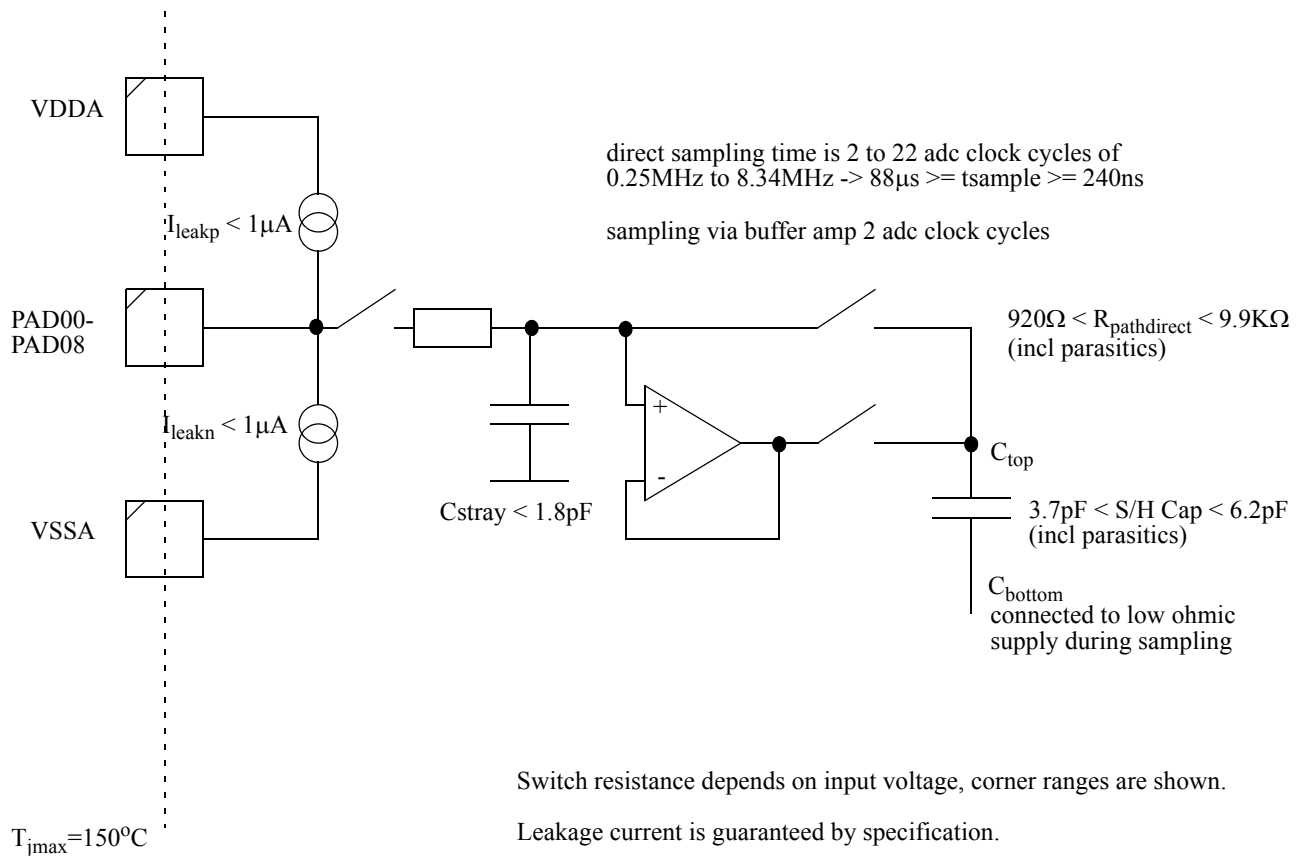 VDDA
direct sampling time is 2 to 22 adc clock cycles of
0.25MHz to 8.34MHz -> 88μs >= tsample >= 240ns
Ileakp < 1μA
sampling via buffer amp 2 adc clock cycles
PAD00-
PAD08
920Ω < Rpathdirect < 9.9KΩ
(incl parasitics)
Ileakn < 1μA
+
-
Ctop
Cstray < 1.8pF
3.7pF < S/H Cap < 6.2pF
(incl parasitics)
VSSA
Cbottom
connected to low ohmic
supply during sampling
Switch resistance depends on input voltage, corner ranges are shown.
Leakage current is guaranteed by specification.
Tjmax=150oC